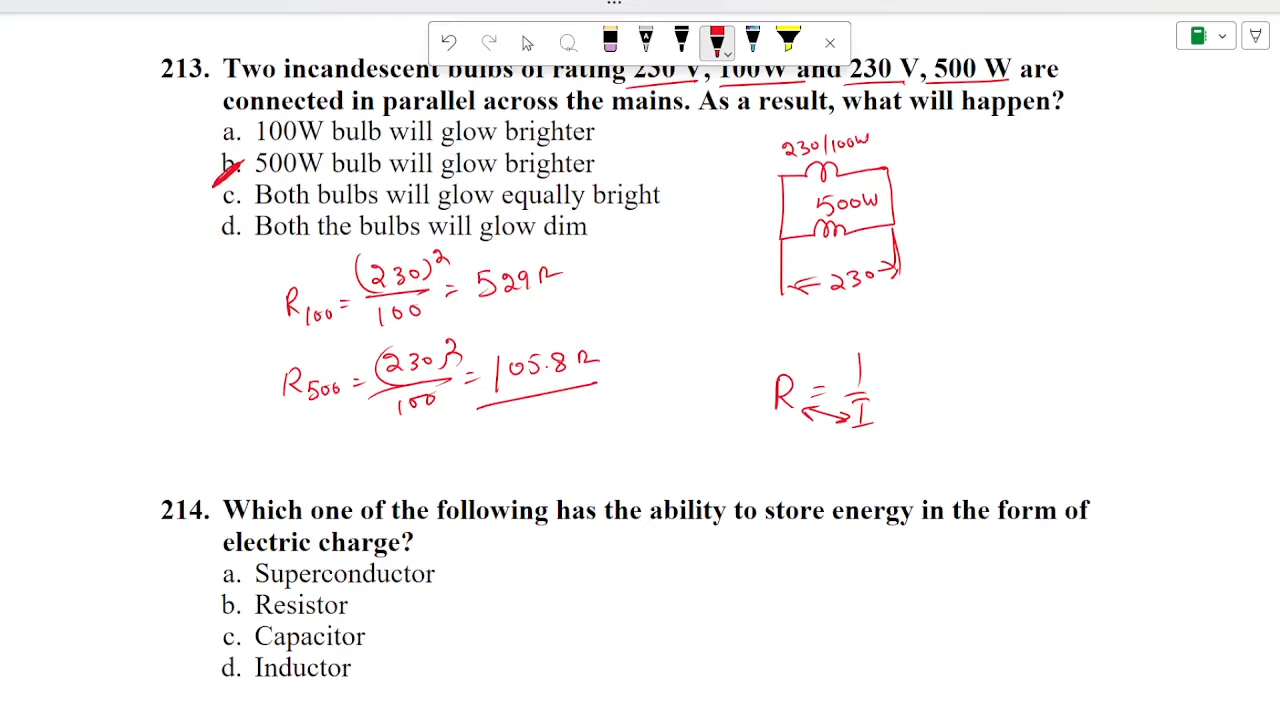 213. Two incandescent bulbs of rating 230 V, 100W and 230 V, 500 W are
connected in parallel across the mains. As a result, what will happen?
a. 100W bulb will glow brighter
b. 500W bulb will glow brighter
c. Both bulbs will glow equally bright
d. Both the bulbs will glow dim
230/100W
500W
230
R100 = (230)2 / 100 = 529 Ω
R500 = (230)2 / 100 = 105.8 Ω
R = 1/I
214. Which one of the following has the ability to store energy in the form of
electric charge?
a. Superconductor
b. Resistor
c. Capacitor
d. Inductor